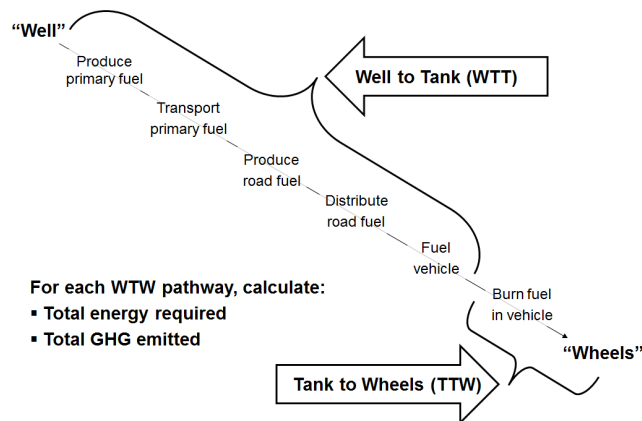 “Well”
Produce
primary fuel
Well to Tank (WTT)
Transport
primary fuel
Produce
road fuel
Distribute
road fuel
Fuel
vehicle
For each WTW pathway, calculate:
▪ Total energy required
▪ Total GHG emitted
Burn fuel
in vehicle
“Wheels”
Tank to Wheels (TTW)